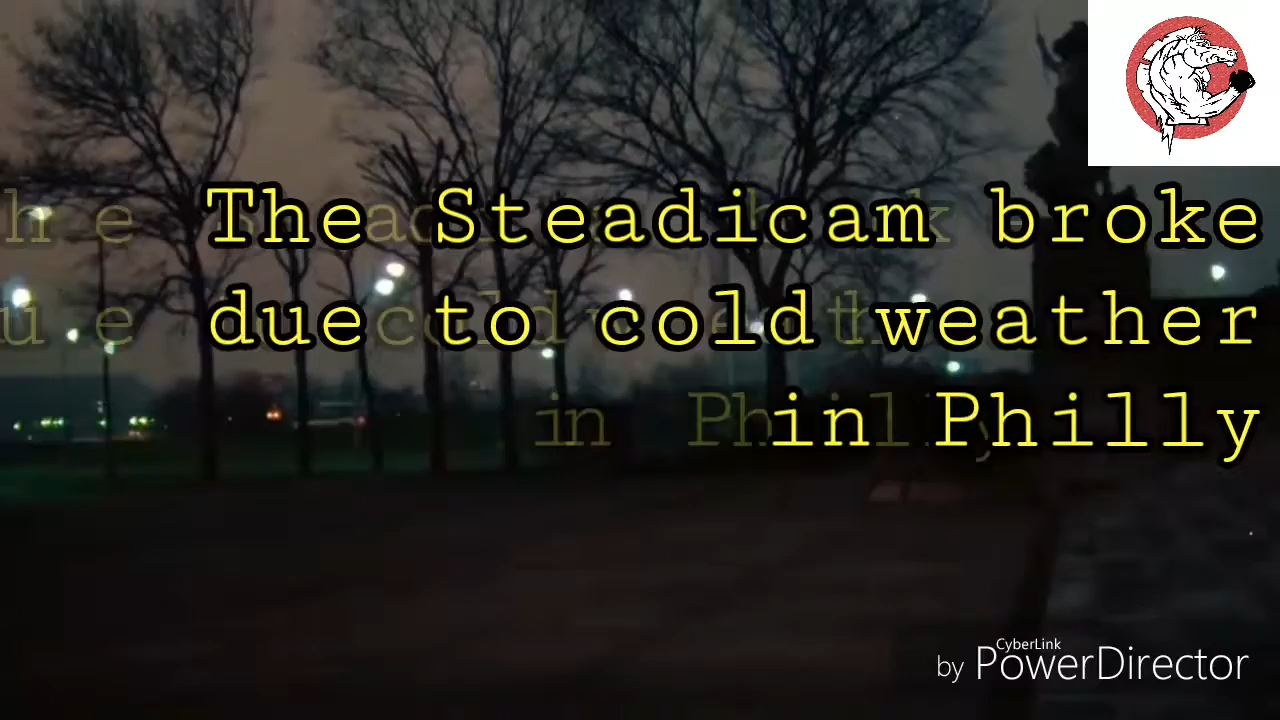 The Steadicam broke
due to cold weather
in Philly
CyberLink
by PowerDirector